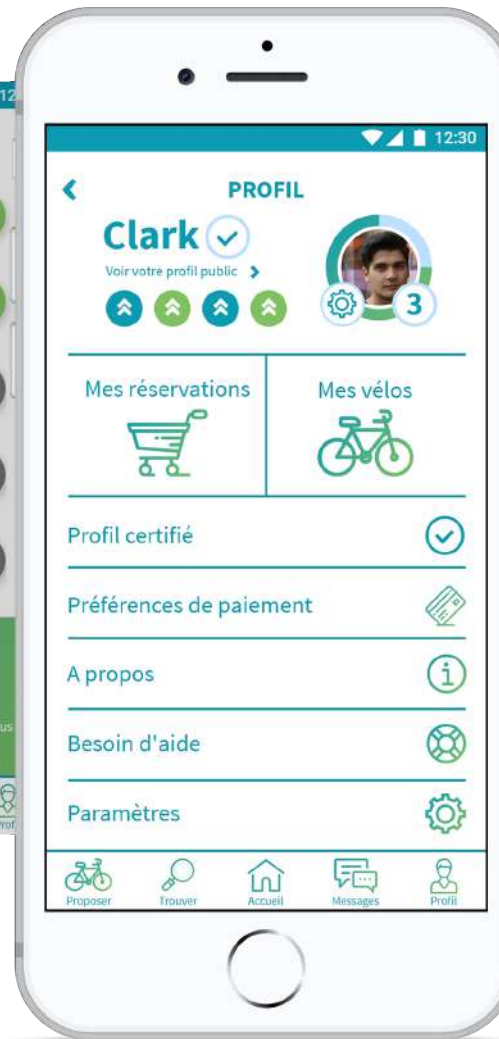 12:30
PROFIL
Clark
Voir votre profil public
3
Mes réservations
Mes vélos
Profil certifié
Préférences de paiement
A propos
Besoin d'aide
Paramètres
Proposer
Trouver
Accueil
Messages
Profil